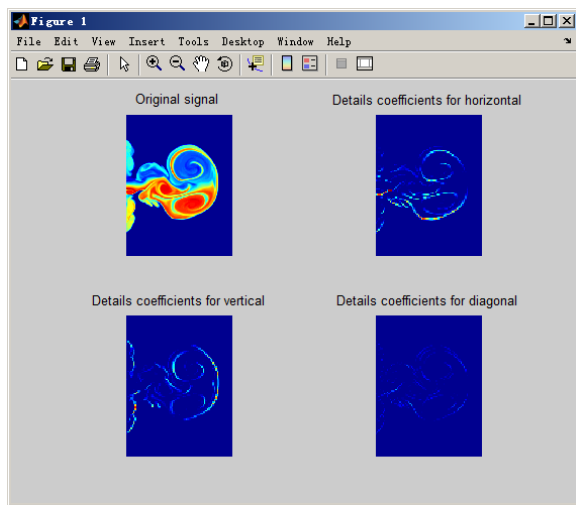 Figure 1
File Edit View Insert Tools Desktop Window Help
Original signal
Details coefficients for horizontal
Details coefficients for vertical
Details coefficients for diagonal